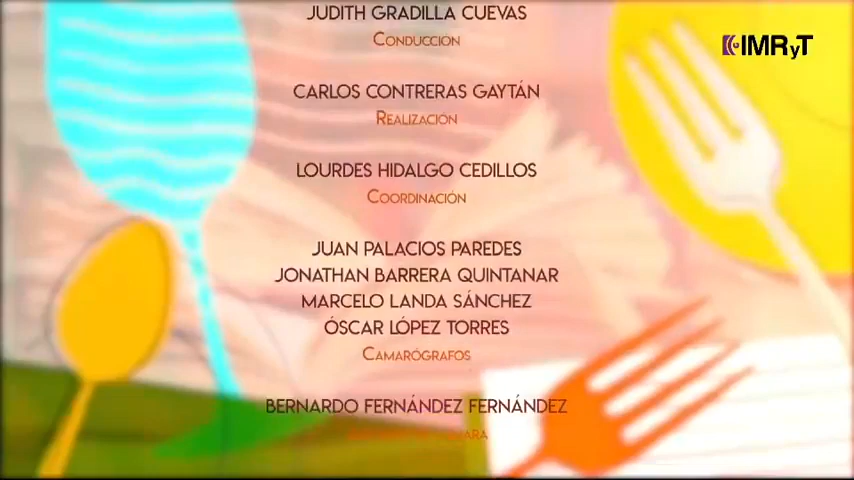 JUDITH GRADILLA CUEVAS
CONDUCCION
IMRyT
CARLOS CONTRERAS GAYTÁN
REALIZACIÓN
LOURDES HIDALGO CEDILLOS
COORDINACIÓN
JUAN PALACIOS PAREDES
JONATHAN BARRERA QUINTANAR
MARCELO LANDA SÁNCHEZ
ÓSCAR LÓPEZ TORRES
CAMARÓGRAFOS
BERNARDO FERNÁNDEZ FERNÁNDEZ